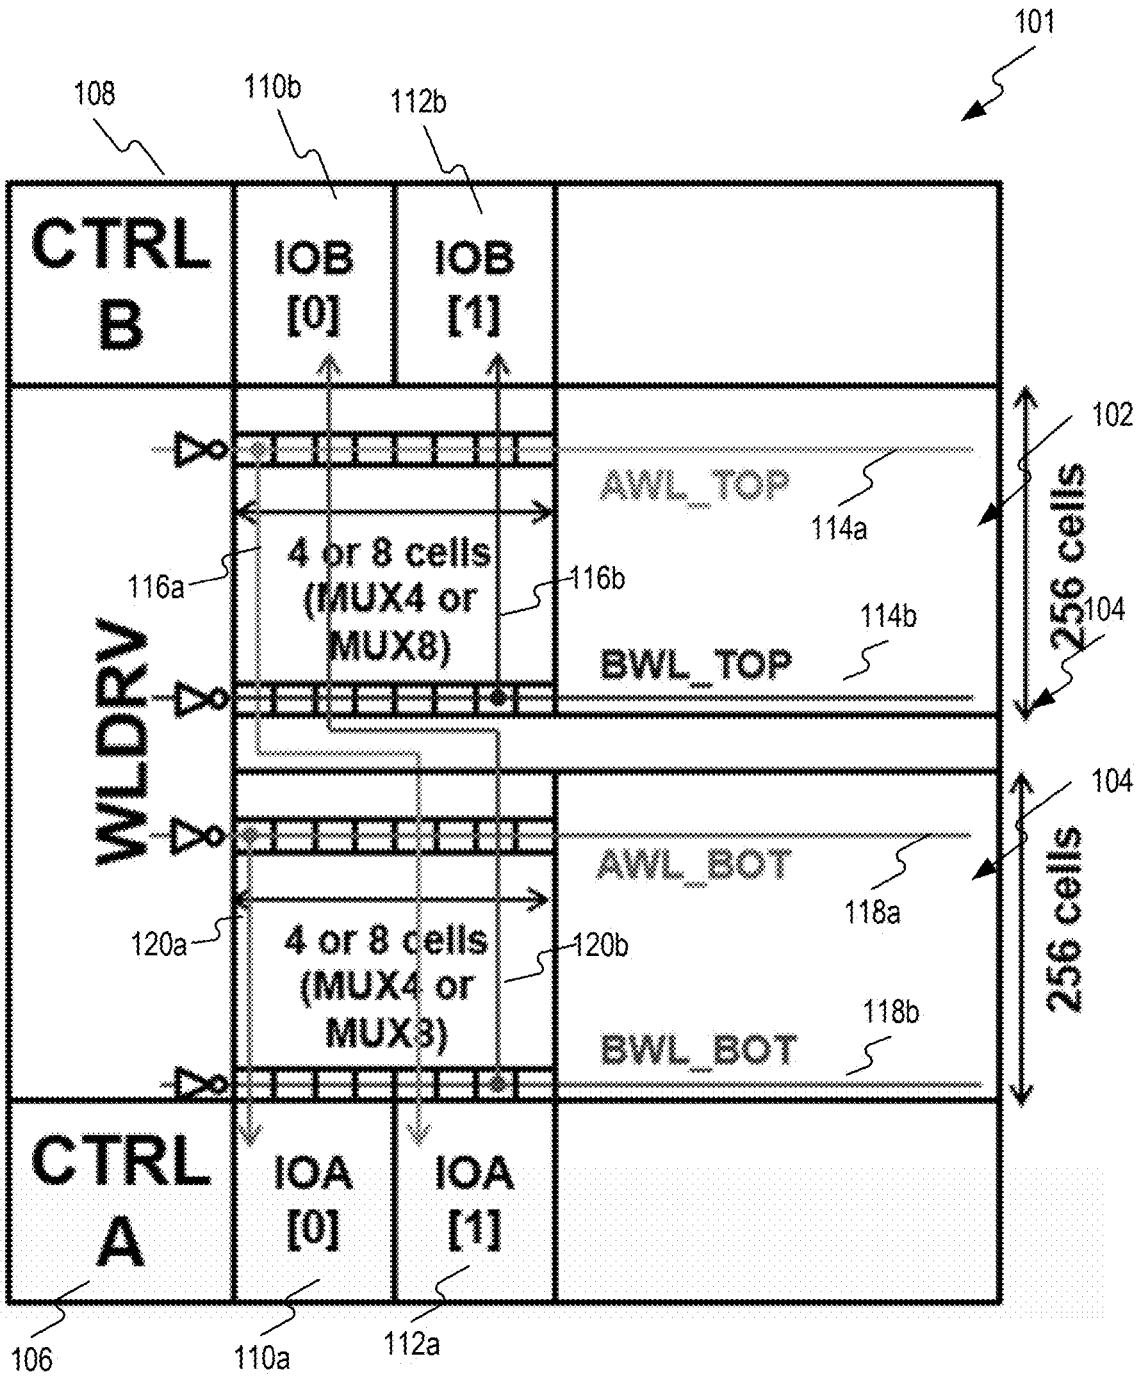 101
108
110b
112b
CTRL
B
IOB
[0]
IOB
[1]
102
AWL_TOP
114a
256 cells
116a
4 or 8 cells
(MUX4 or
MUX8)
116b
114b
104
BWL_TOP
WLDRV
104
AWL_BOT
118a
256 cells
120a
4 or 8 cells
(MUX4 or
MUX8)
120b
118b
BWL_BOT
CTRL
A
IOA
[0]
IOA
[1]
106
110a
112a